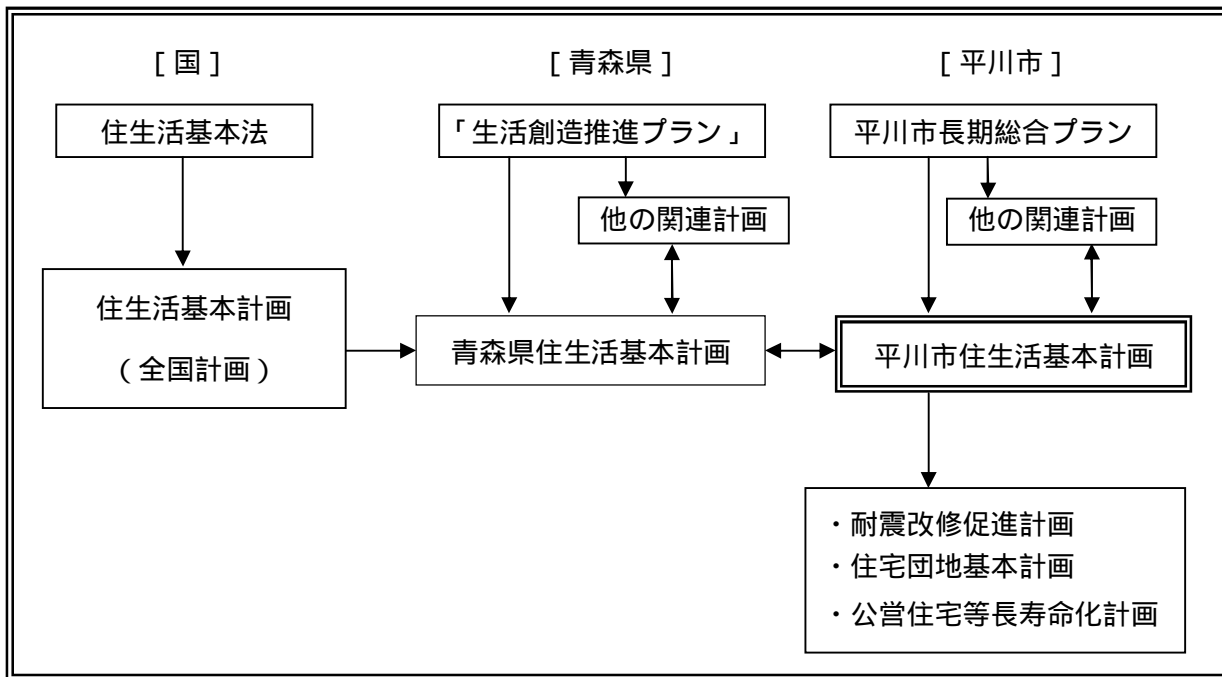 [ 国 ]
[ 青森県 ]
[ 平川市 ]
住生活基本法
「生活創造推進プラン」
平川市長期総合プラン
他の関連計画
他の関連計画
住生活基本計画
（全国計画）
青森県住生活基本計画
平川市住生活基本計画
・耐震改修促進計画
・住宅団地基本計画
・公営住宅等長寿命化計画